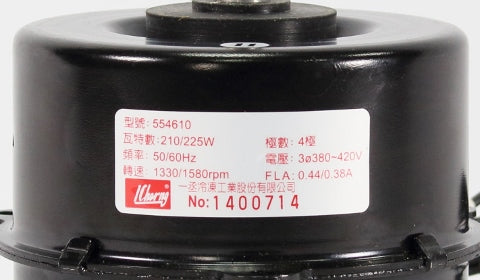 型號: 554610
瓦特數: 210/225W 極數: 4極
頻率: 50/60Hz 電壓: 3ø380~420V
轉速: 1330/1580rpm FLA: 0.44/0.38A
一丞冷凍工業股份有限公司
No: 1400714